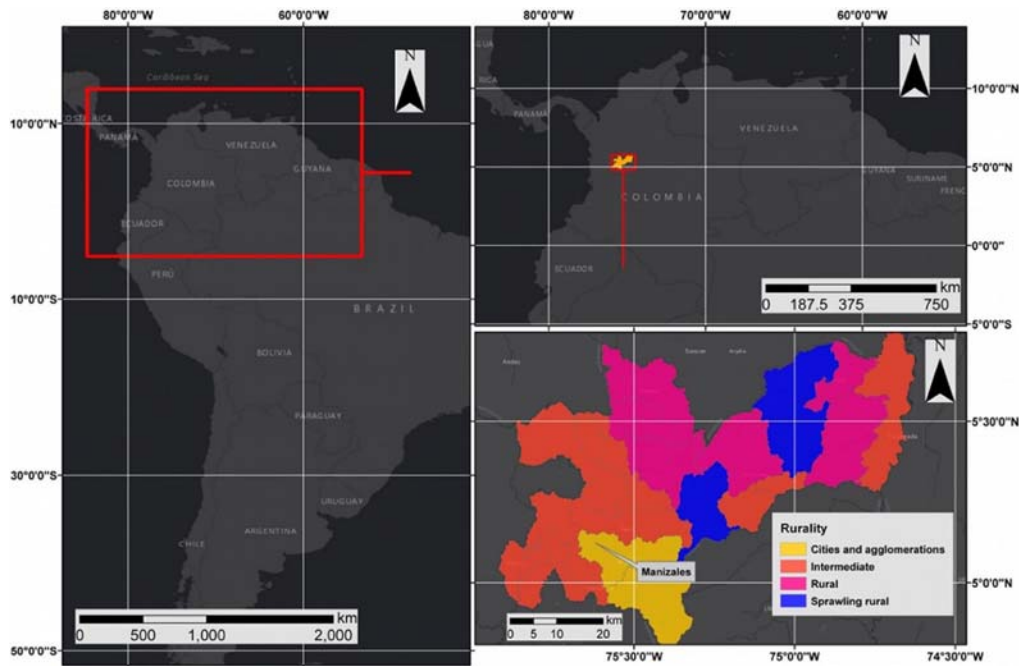 80°0'0"W 60°0'0"W
N
Caribbean Sea
10°0'0"N
PANAMÁ
VENEZUELA
GUYANA
COLOMBIA
ECUADOR
PERÚ
10°0'0"S
BRAZIL
BOLIVIA
PARAGUAY
30°0'0"S
URUGUAY
ARGENTINA
CHILE
km
0 500 1,000 2,000
50°0'0"S
80°0'0"W 70°0'0"W 60°0'0"W
N
10°0'0"N
PANAMÁ
VENEZUELA
5°0'0"N
GUYANA
SURINAME
COLOMBIA
0°0'0"N
ECUADOR
km
0 187.5 375 750
5°0'0"S
N
5°30'0"N
Rurality
Cities and agglomerations
Intermediate
Rural
Sprawling rural
Manizales
5°0'0"N
km
0 5 10 20
75°30'0"W 75°0'0"W 74°30'0"W